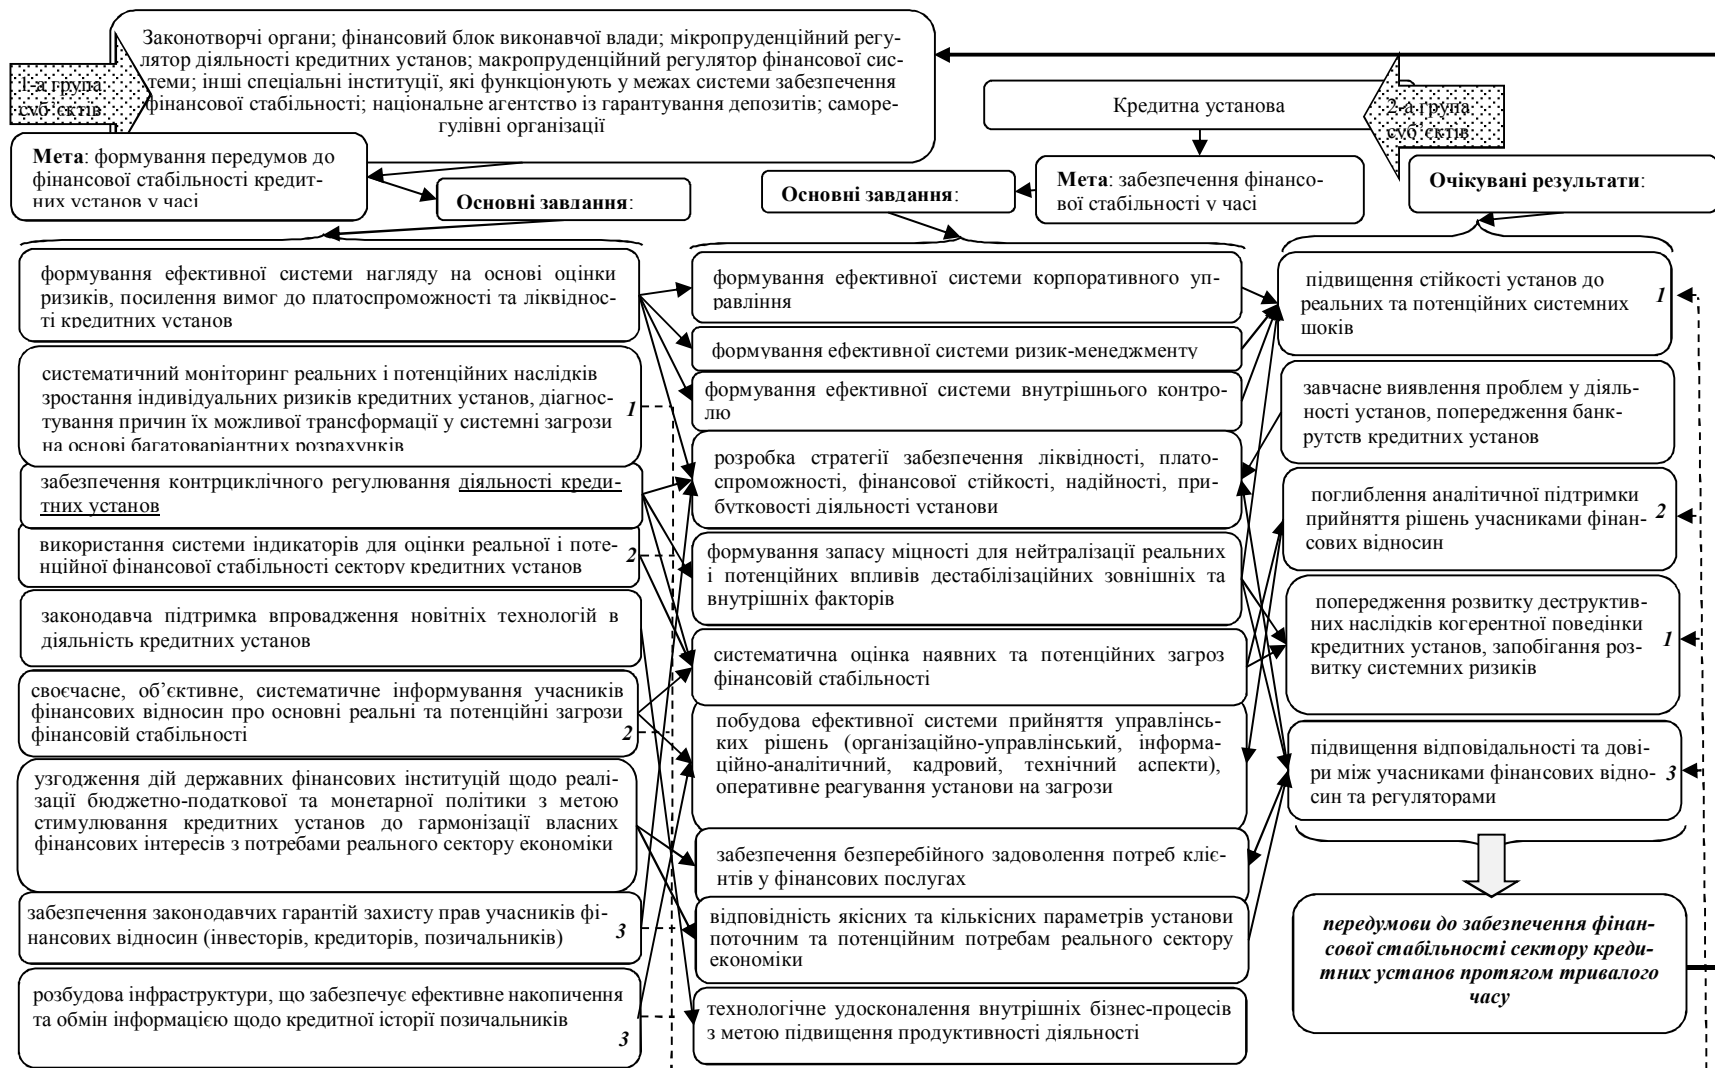 Законотворчі органи; фінансовий блок виконавчої влади; мікропруденційний регу-
лятор діяльності кредитних установ; макропруденційний регулятор фінансової сис-
теми; інші спеціальні інституції, які функціонують у межах системи забезпечення
фінансової стабільності; національне агентство із гарантування депозитів; саморе-
гулівні організації
1-а група
суб’єктів
Кредитна установа
2-а група
суб’єктів
Мета: формування передумов до
фінансової стабільності кредит-
них установ у часі
Основні завдання:
Основні завдання:
Мета: забезпечення фінансо-
вої стабільності у часі
Очікувані результати:
формування ефективної системи нагляду на основі оцінки
ризиків, посилення вимог до платоспроможності та ліквіднос-
ті кредитних установ
систематичний моніторинг реальних і потенційних наслідків
зростання індивідуальних ризиків кредитних установ, діагнос-
тування причин їх можливої трансформації у системні загрози
на основі багатоваріантних розрахунків
1
забезпечення контрциклічного регулювання діяльності креди-
тних установ
використання системи індикаторів для оцінки реальної і поте-
нційної фінансової стабільності сектору кредитних установ
2
законодавча підтримка впровадження новітніх технологій в
діяльність кредитних установ
своєчасне, об’єктивне, систематичне інформування учасників
фінансових відносин про основні реальні та потенційні загрози
фінансовій стабільності
2
узгодження дій державних фінансових інституцій щодо реалі-
зації бюджетно-податкової та монетарної політики з метою
стимулювання кредитних установ до гармонізації власних
фінансових інтересів з потребами реального сектору економіки
забезпечення законодавчих гарантій захисту прав учасників фі-
нансових відносин (інвесторів, кредиторів, позичальників)
3
розбудова інфраструктури, що забезпечує ефективне накопичення
та обмін інформацією щодо кредитної історії позичальників
3
формування ефективної системи корпоративного уп-
равління
формування ефективної системи ризик-менеджменту
формування ефективної системи внутрішнього контро-
лю
розробка стратегії забезпечення ліквідності, плато-
спроможності, фінансової стійкості, надійності, при-
бутковості діяльності установи
формування запасу міцності для нейтралізації реальних
і потенційних впливів дестабілізаційних зовнішніх та
внутрішніх факторів
систематична оцінка наявних та потенційних загроз
фінансовій стабільності
побудова ефективної системи прийняття управлінсь-
ких рішень (організаційно-управлінський, інформа-
ційно-аналітичний, кадровий, технічний аспекти),
оперативне реагування установи на загрози
забезпечення безперебійного задоволення потреб клі-
єнтів у фінансових послугах
відповідність якісних та кількісних параметрів установи
поточним та потенційним потребам реального сектору
економіки
технологічне удосконалення внутрішніх бізнес-процесів
з метою підвищення продуктивності діяльності
підвищення стійкості установ до
реальних та потенційних системних
шоків
1
завчасне виявлення проблем у діяль-
ності установ, попередження банк-
рутств кредитних установ
поглиблення аналітичної підтримки
прийняття рішень учасниками фінан-
сових відносин
2
попередження розвитку деструктив-
них наслідків когерентної поведінки
кредитних установ, запобігання роз-
витку системних ризиків
1
підвищення відповідальності та дові-
ри між учасниками фінансових відно-
син та регуляторами
3
передумови до забезпечення фінан-
сової стабільності сектору креди-
тних установ протягом тривалого
часу